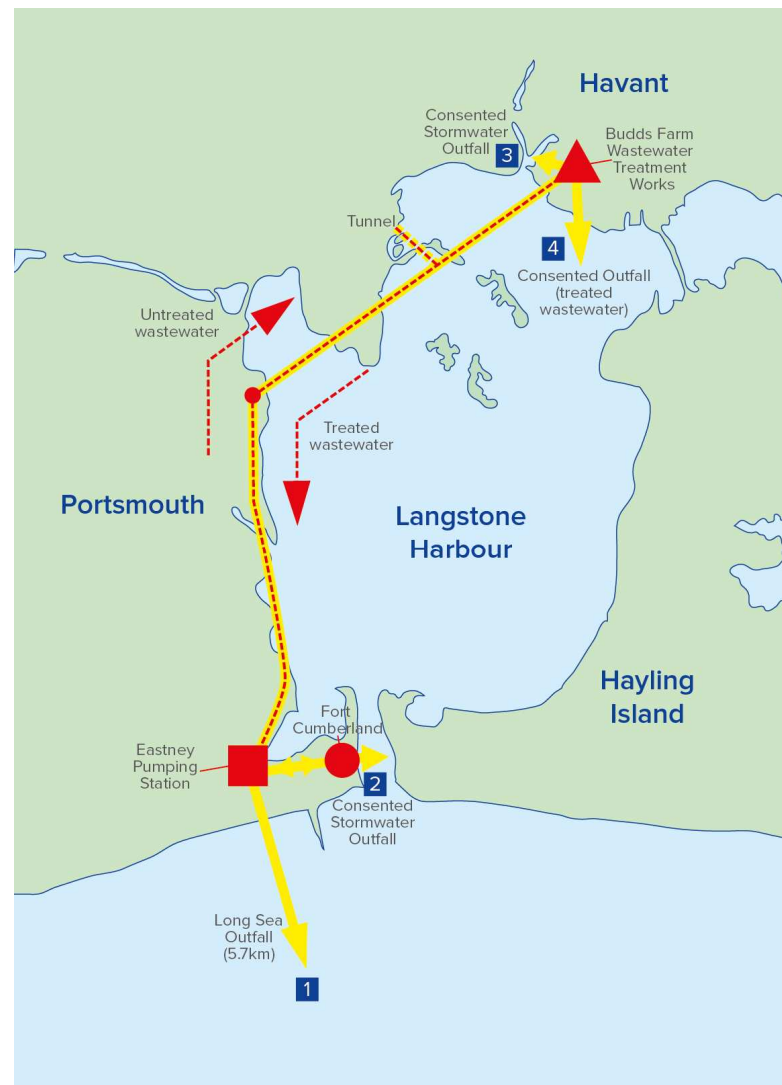 Havant
Consented
Stormwater
Outfall
3
Budds Farm
Wastewater
Treatment
Works
Tunnel
4
Consented Outfall
(treated
wastewater)
Untreated
wastewater
Treated
wastewater
Portsmouth
Langstone
Harbour
Hayling
Island
Fort
Cumberland
Eastney
Pumping
Station
2
Consented
Stormwater
Outfall
Long Sea
Outfall
(5.7km)
1